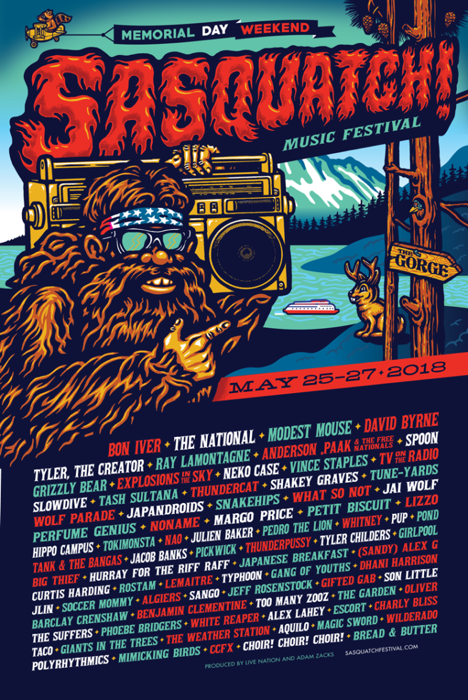 MEMORIAL DAY WEEKEND
SASQUATCH!
MUSIC FESTIVAL
THE
GORGE
MAY 25-27 • 2018
BON IVER • THE NATIONAL • MODEST MOUSE • DAVID BYRNE
TYLER, THE CREATOR • RAY LAMONTAGNE • ANDERSON .PAAK & THE FREE NATIONALS • SPOON
GRIZZLY BEAR • EXPLOSIONS IN THE SKY • NEKO CASE • VINCE STAPLES • TV ON THE RADIO
SLOWDIVE • TASH SULTANA • THUNDERCAT • SHAKEY GRAVES • TUNE-YARDS
WOLF PARADE • JAPANDROIDS • SNAKEHIPS • WHAT SO NOT • JAI WOLF
PERFUME GENIUS • NONAME • MARGO PRICE • PETIT BISCUIT • LIZZO
HIPPO CAMPUS • TOKIMONSTA • NAO • JULIEN BAKER • PEDRO THE LION • WHITNEY • PUP • POND
TANK & THE BANGAS • JACOB BANKS • PICKWICK • THUNDERPUSSY • TYLER CHILDERS • GIRLPOOL
BIG THIEF • HURRAY FOR THE RIFF RAFF • JAPANESE BREAKFAST • (SANDY) ALEX G
CURTIS HARDING • ROSTAM • LEMAITRE • TYPHOON • GANG OF YOUTHS • DHANI HARRISON
JLIN • SOCCER MOMMY • ALGIERS • SANGO • JEFF ROSENSTOCK • GIFTED GAB • SON LITTLE
BARCLAY CRENSHAW • BENJAMIN CLEMENTINE • TOO MANY ZOOZ • THE GARDEN • OLIVER
THE SUFFERS • PHOEBE BRIDGERS • WHITE REAPER • ALEX LAHEY • ESCORT • CHARLY BLISS
TACO • GIANTS IN THE TREES • THE WEATHER STATION • AQUILO • MAGIC SWORD • WILDERADO
POLYRHYTHMICS • MIMICKING BIRDS • CCFX • CHOIR! CHOIR! CHOIR! • BREAD & BUTTER
PRODUCED BY LIVE NATION AND ADAM ZACKS SASQUATCHFESTIVAL.COM